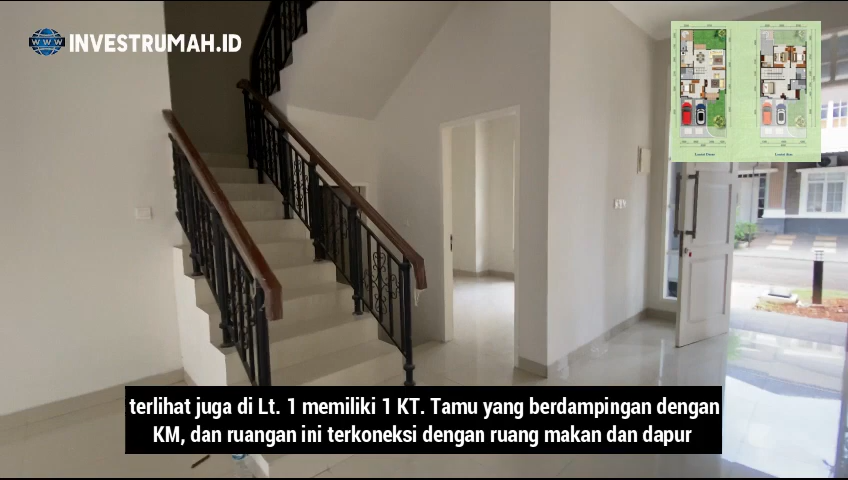 WWW INVESTRUMAH.ID
terlihat juga di Lt. 1 memiliki 1 KT. Tamu yang berdampingan dengan
KM, dan ruangan ini terkoneksi dengan ruang makan dan dapur